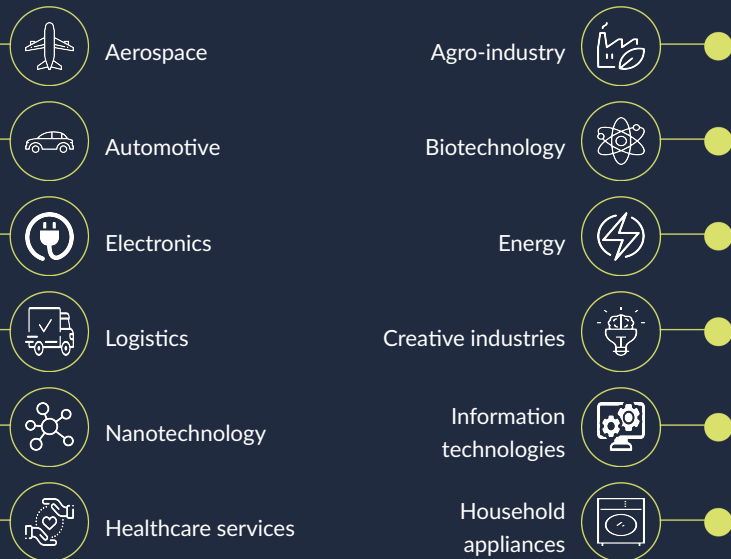 Aerospace
Agro-industry
Automotive
Biotechnology
Electronics
Energy
Logistics
Creative industries
Nanotechnology
Information
technologies
Healthcare services
Household
appliances